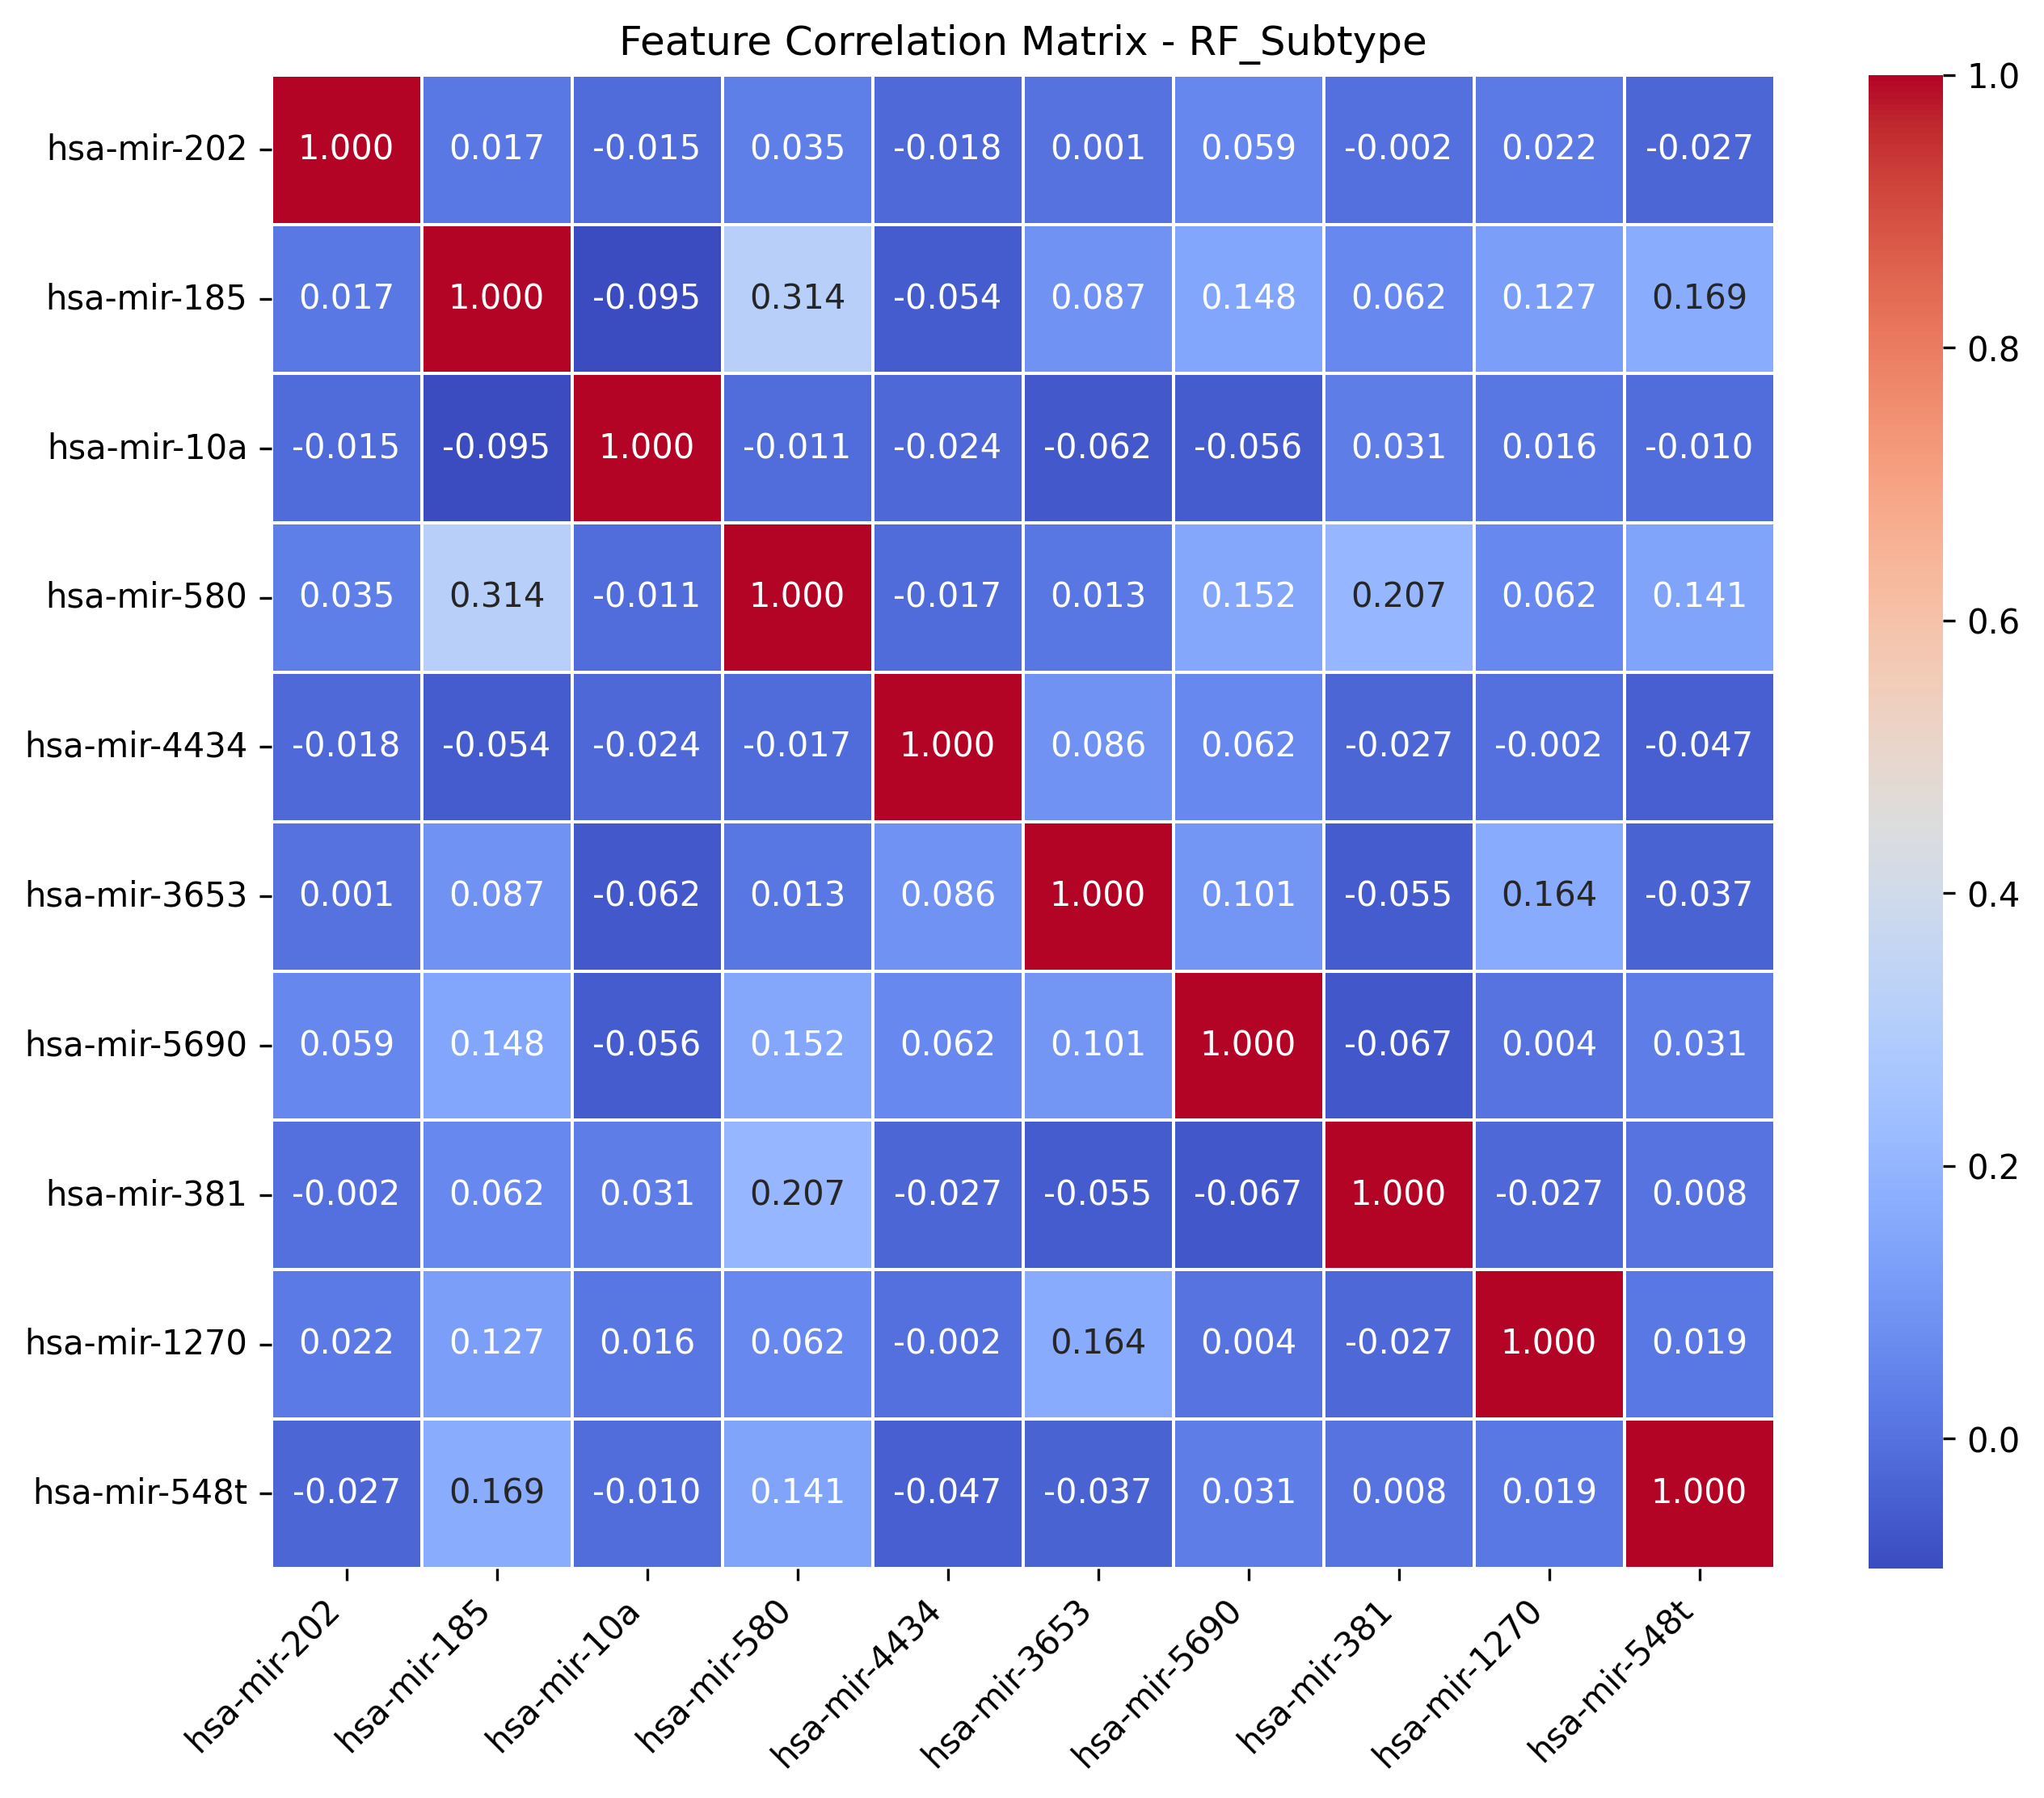 Feature Correlation Matrix - RF_Subtype
hsa-mir-202 1.000 0.017 -0.015 0.035 -0.018 0.001 0.059 -0.002 0.022 -0.027
hsa-mir-185 0.017 1.000 -0.095 0.314 -0.054 0.087 0.148 0.062 0.127 0.169
hsa-mir-10a -0.015 -0.095 1.000 -0.011 -0.024 -0.062 -0.056 0.031 0.016 -0.010
hsa-mir-580 0.035 0.314 -0.011 1.000 -0.017 0.013 0.152 0.207 0.062 0.141
hsa-mir-4434 -0.018 -0.054 -0.024 -0.017 1.000 0.086 0.062 -0.027 -0.002 -0.047
hsa-mir-3653 0.001 0.087 -0.062 0.013 0.086 1.000 0.101 -0.055 0.164 -0.037
hsa-mir-5690 0.059 0.148 -0.056 0.152 0.062 0.101 1.000 -0.067 0.004 0.031
hsa-mir-381 -0.002 0.062 0.031 0.207 -0.027 -0.055 -0.067 1.000 -0.027 0.008
hsa-mir-1270 0.022 0.127 0.016 0.062 -0.002 0.164 0.004 -0.027 1.000 0.019
hsa-mir-548t -0.027 0.169 -0.010 0.141 -0.047 -0.037 0.031 0.008 0.019 1.000
hsa-mir-202 hsa-mir-185 hsa-mir-10a hsa-mir-580 hsa-mir-4434 hsa-mir-3653 hsa-mir-5690 hsa-mir-381 hsa-mir-1270 hsa-mir-548t
1.0
0.8
0.6
0.4
0.2
0.0